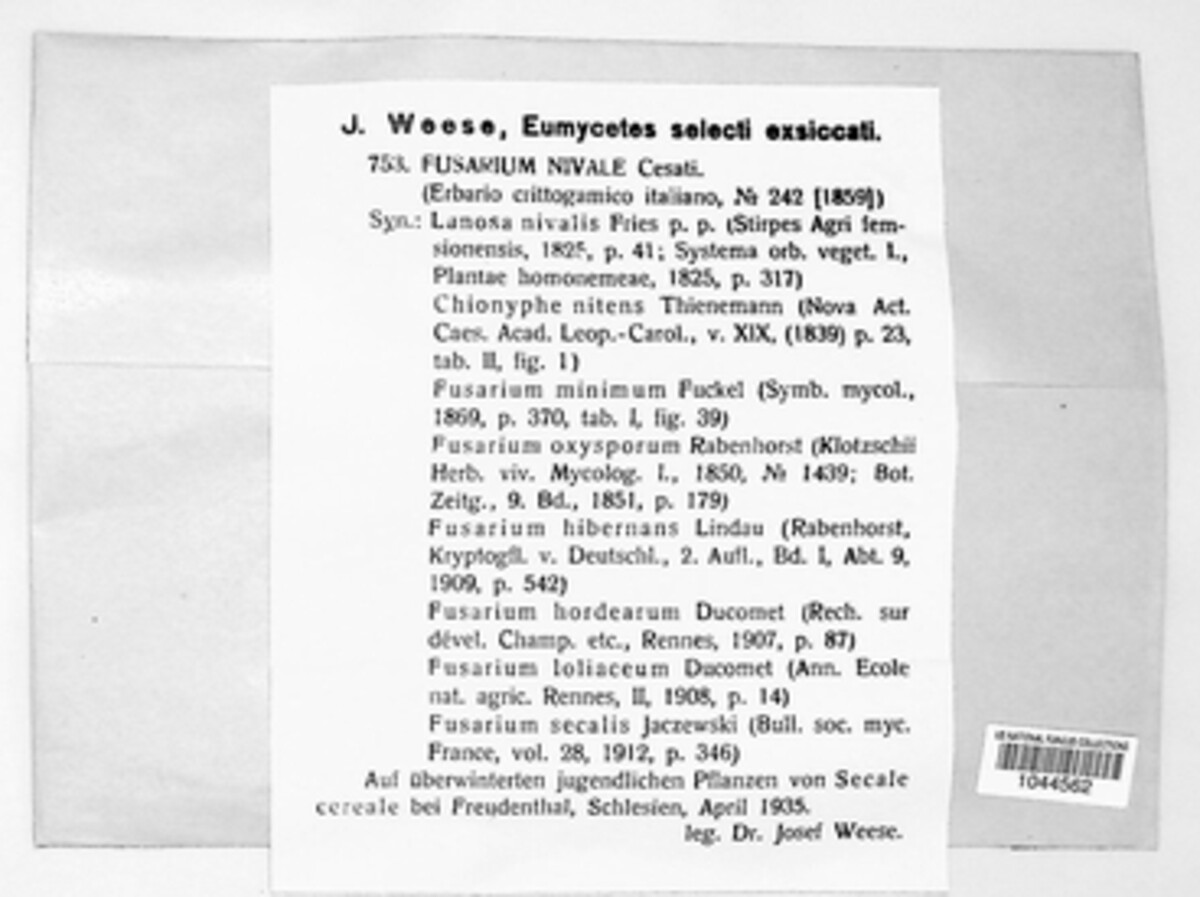 J. Weese, Eumycetes selecti exsiccati.
753. FUSARIUM NIVALE Cesati.
(Erbario crittogamico italiano, № 242 [1859])
Syn.: Lanosa nivalis Fries p. p. (Stirpes Agri fem-
sionensis, 1825, p. 41; Systema orb. veget. I.,
Plantae homonemeae, 1825, p. 317)
Chionyphe nitens Thienemann (Nova Act.
Caes. Acad. Leop.-Carol., v. XIX, (1839) p. 23,
tab. II, fig. 1)
Fusarium minimum Fuckel (Symb. mycol.,
1869, p. 370, tab. I, fig. 39)
Fusarium oxysporum Rabenhorst (Klotzschii
Herb. viv. Mycolog. I., 1850, № 1439; Bot.
Zeitg., 9. Bd., 1851, p. 179)
Fusarium hibernans Lindau (Rabenhorst,
Kryptogfl. v. Deutschl., 2. Aufl., Bd. I, Abt. 9,
1909, p. 542)
Fusarium hordearum Ducomet (Rech. sur
dével. Champ. etc., Rennes, 1907, p. 87)
Fusarium loliaceum Ducomet (Ann. Ecole
nat. agric. Rennes, II, 1908, p. 14)
Fusarium secalis Jaczewski (Bull. soc. myc.
France, vol. 28, 1912, p. 346)
Auf überwinterten jugendlichen Pflanzen von Secale
cereale bei Freudenthal, Schlesien, April 1935.
leg. Dr. Josef Weese.
US NATIONAL FUNGUS COLLECTIONS
1044562